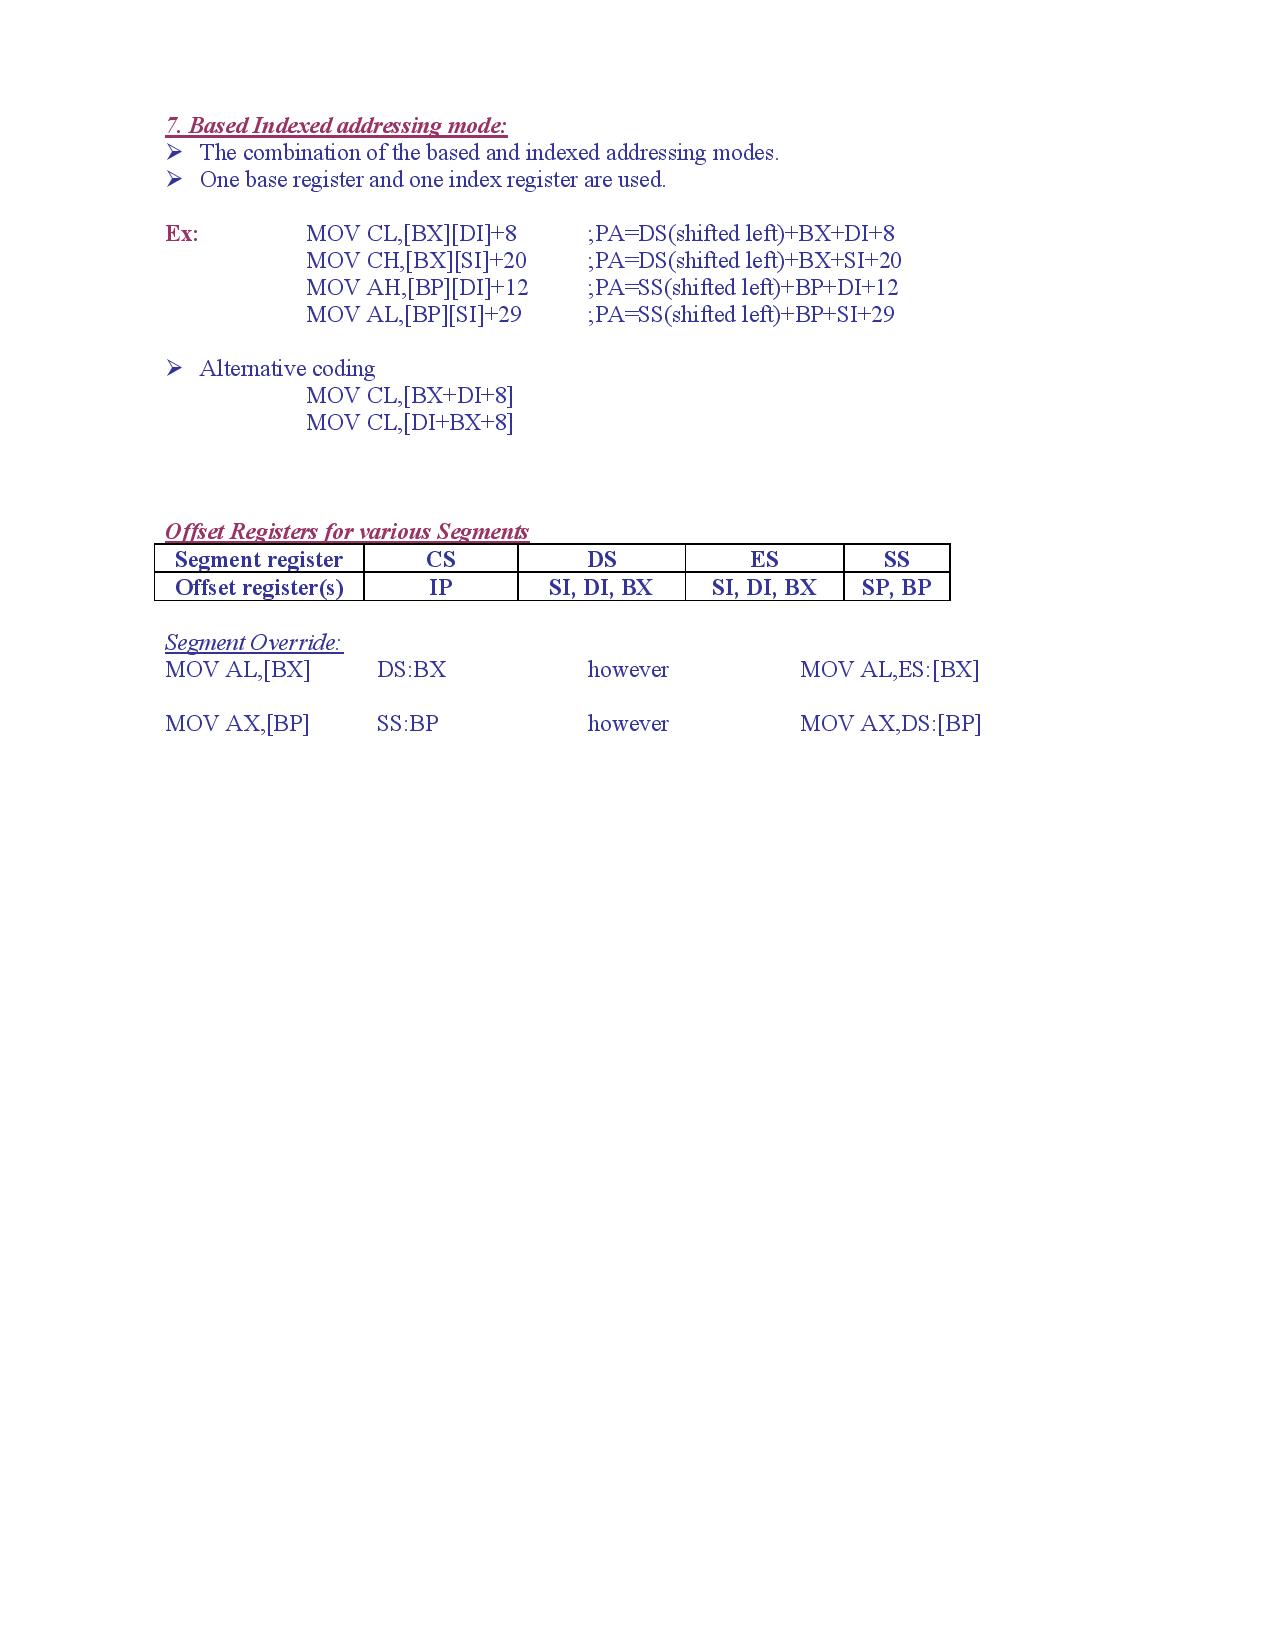 7. Based Indexed addressing mode:
➢ The combination of the based and indexed addressing modes.
➢ One base register and one index register are used.
Ex: MOV CL,[BX][DI]+8 ;PA=DS(shifted left)+BX+DI+8
MOV CH,[BX][SI]+20 ;PA=DS(shifted left)+BX+SI+20
MOV AH,[BP][DI]+12 ;PA=SS(shifted left)+BP+DI+12
MOV AL,[BP][SI]+29 ;PA=SS(shifted left)+BP+SI+29
➢ Alternative coding
MOV CL,[BX+DI+8]
MOV CL,[DI+BX+8]
Offset Registers for various Segments
Segment register CS DS ES SS
Offset register(s) IP SI, DI, BX SI, DI, BX SP, BP
Segment Override:
MOV AL,[BX] DS:BX however MOV AL,ES:[BX]
MOV AX,[BP] SS:BP however MOV AX,DS:[BP]